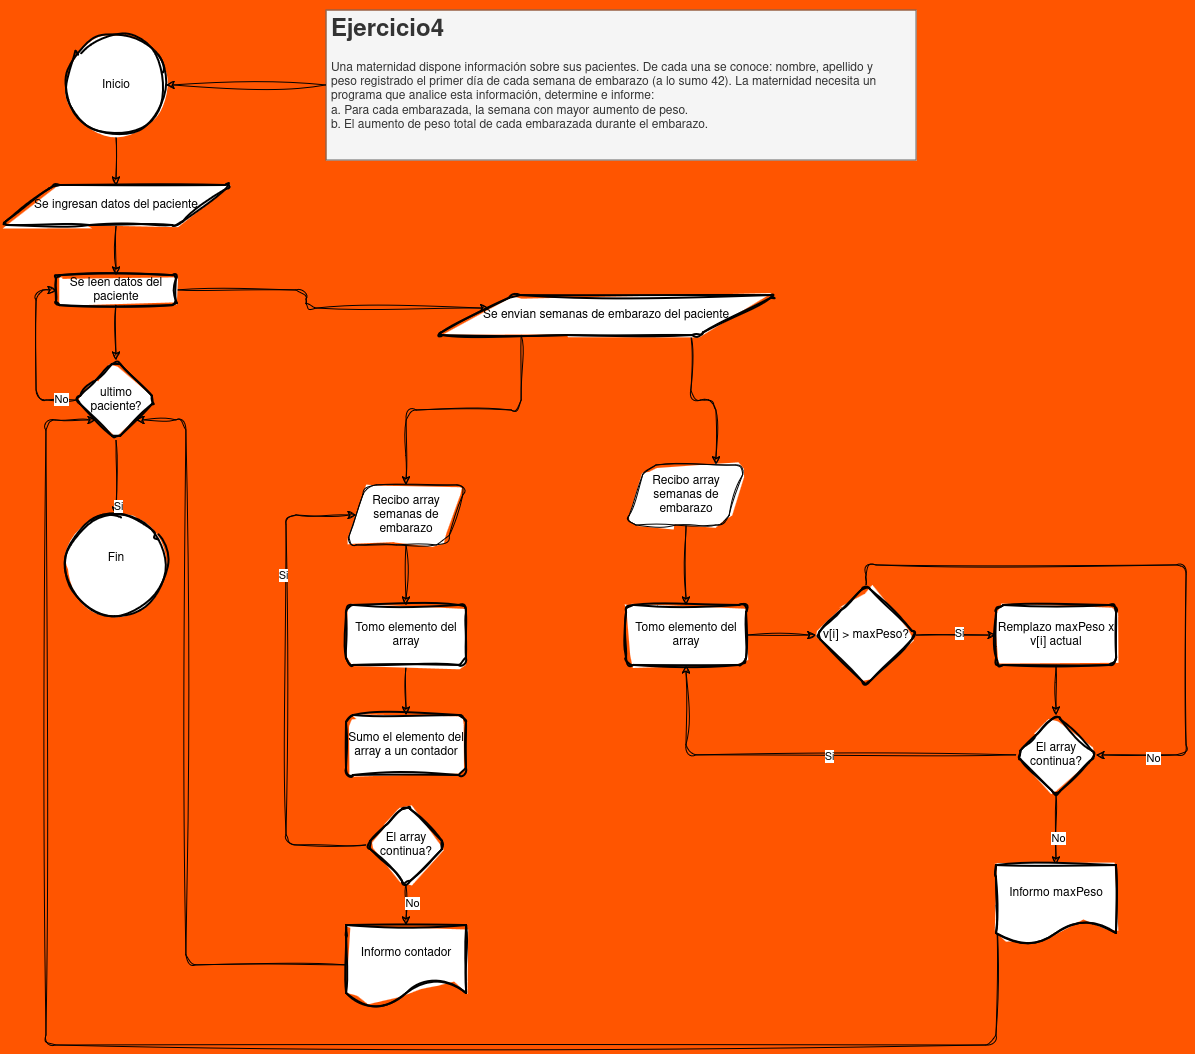 Ejercicio4
Una maternidad dispone información sobre sus pacientes. De cada una se conoce: nombre, apellido y
peso registrado el primer día de cada semana de embarazo (a lo sumo 42). La maternidad necesita un
programa que analice esta información, determine e informe:
a. Para cada embarazada, la semana con mayor aumento de peso.
b. El aumento de peso total de cada embarazada durante el embarazo.
Inicio
Se ingresan datos del paciente
Se leen datos del
paciente
Se envian semanas de embarazo del paciente
ultimo
paciente?
No
Si
Fin
Recibo array
semanas de
embarazo
Recibo array
semanas de
embarazo
Si
Tomo elemento del
array
Tomo elemento del
array
v[i] > maxPeso?
Si
Remplazo maxPeso x
v[i] actual
Sumo el elemento del
array a un contador
Si
El array
continua?
No
El array
continua?
No
No
Informo maxPeso
Informo contador